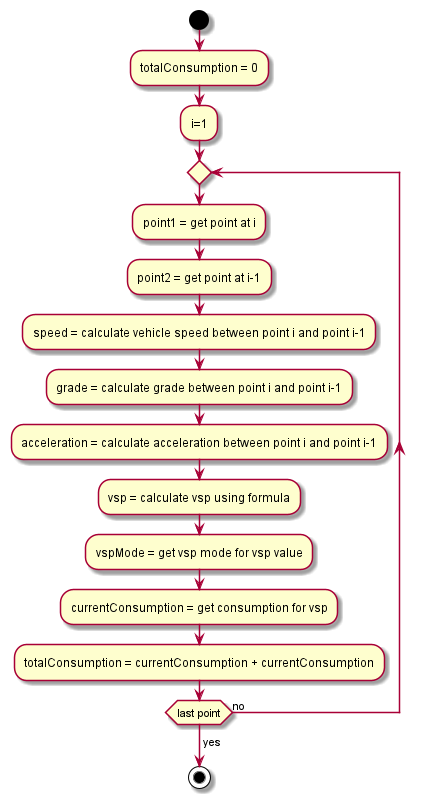 totalConsumption = 0
i=1
point1 = get point at i
point2 = get point at i-1
speed = calculate vehicle speed between point i and point i-1
grade = calculate grade between point i and point i-1
acceleration = calculate acceleration between point i and point i-1
vsp = calculate vsp using formula
vspMode = get vsp mode for vsp value
currentConsumption = get consumption for vsp
totalConsumption = currentConsumption + currentConsumption
last point
no
yes